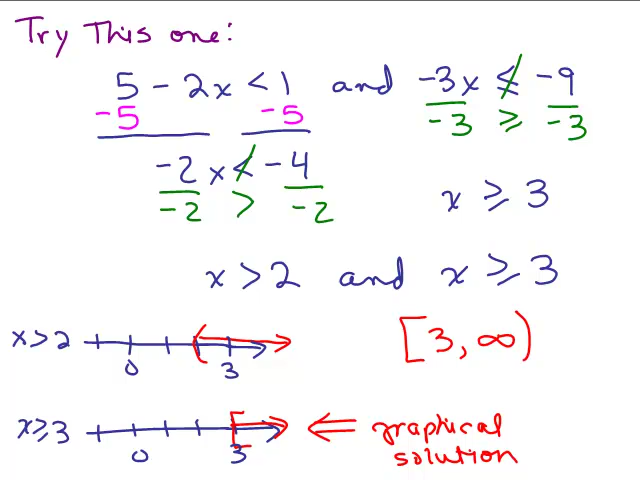 Try This one:
5 - 2x < 1 and -3x ≤ -9
-5 -5 -3 ≥ -3
-2x < -4
-2 > -2 x ≥ 3
x > 2 and x ≥ 3
x > 2 0 3 [3, ∞)
x ≥ 3 0 3 ⇐ graphical
solution